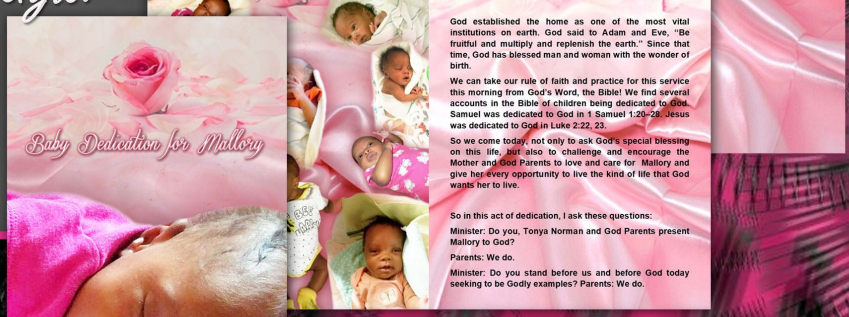 Baby Dedication for Mallory
God established the home as one of the most vital
institutions on earth. God said to Adam and Eve, “Be
fruitful and multiply and replenish the earth.” Since that
time, God has blessed man and woman with the wonder of
birth.
We can take our rule of faith and practice for this service
this morning from God’s Word, the Bible! We find several
accounts in the Bible of children being dedicated to God.
Samuel was dedicated to God in 1 Samuel 1:20–28. Jesus
was dedicated to God in Luke 2:22, 23.
So we come today, not only to ask God’s special blessing
on this life, but also to challenge and encourage the
Mother and God Parents to love and care for Mallory and
give her every opportunity to live the kind of life that God
wants her to live.
So in this act of dedication, I ask these questions:
Minister: Do you, Tonya Norman and God Parents present
Mallory to God?
Parents: We do.
Minister: Do you stand before us and before God today
seeking to be Godly examples? Parents: We do.